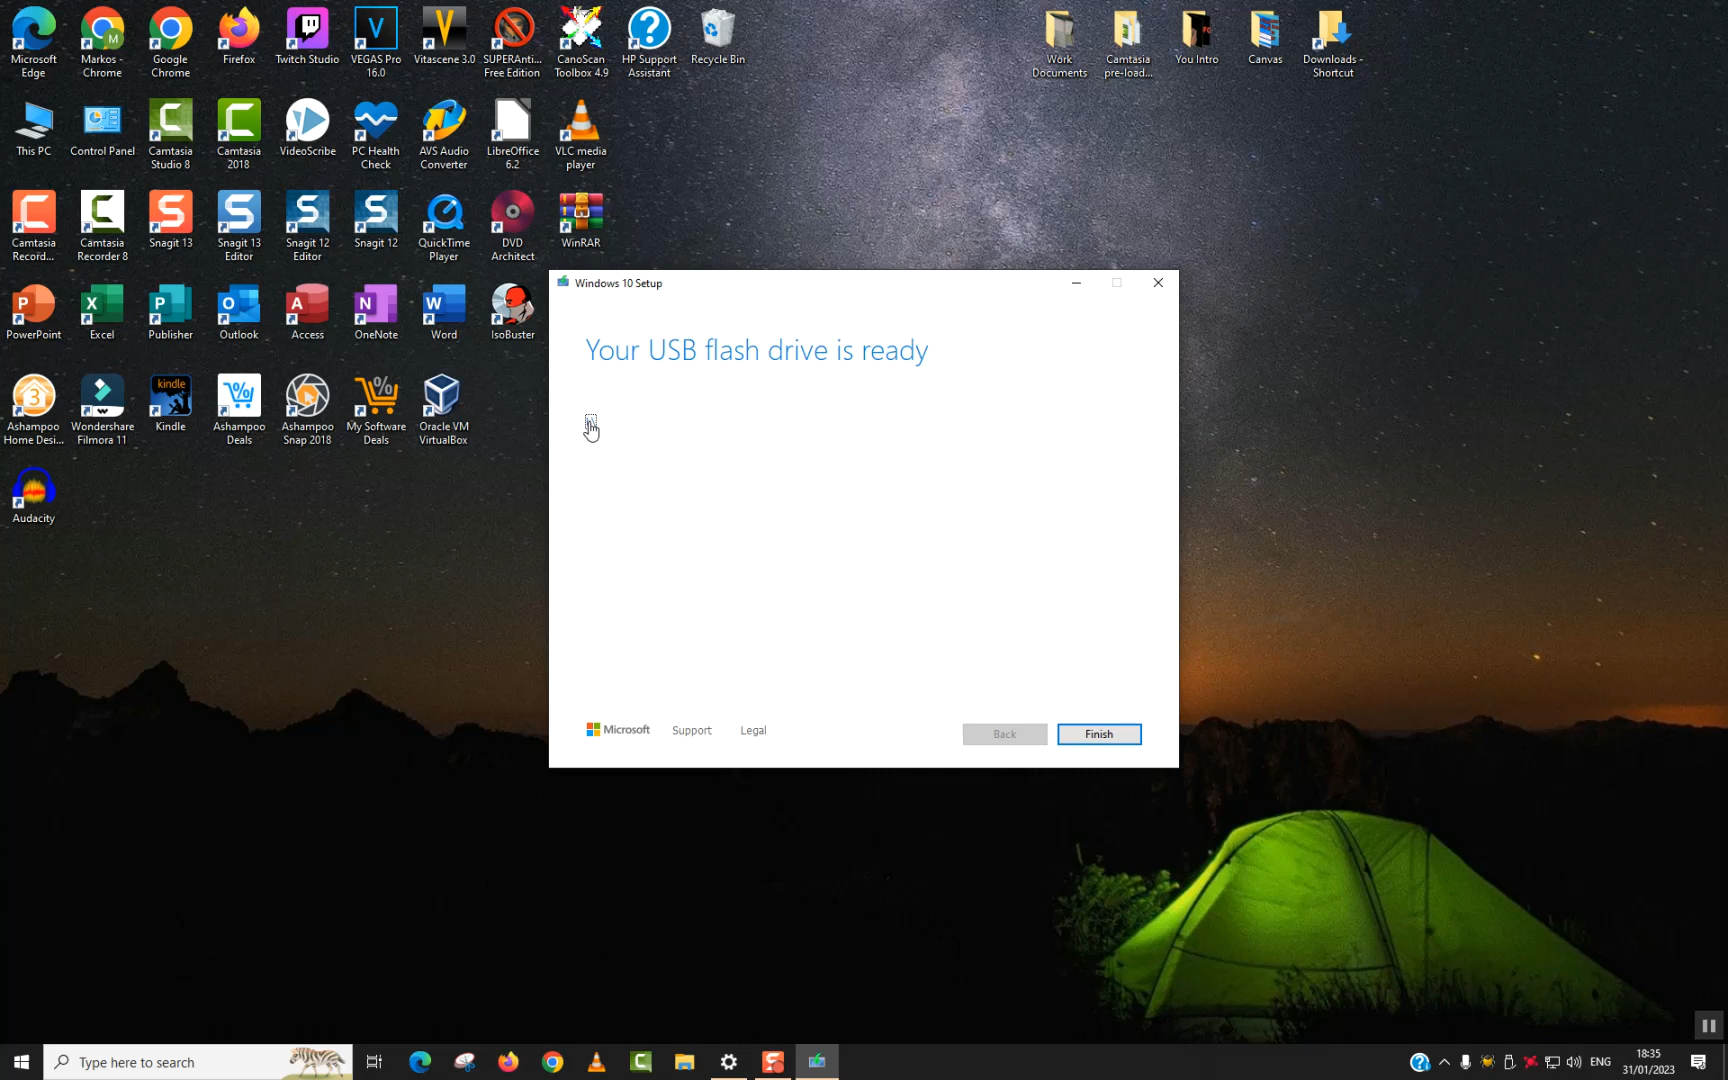 Microsoft
Edge
Markos -
Chrome
Google
Chrome
Firefox
Twitch Studio
VEGAS Pro
16.0
Vitascene 3.0
SUPERAnti...
Free Edition
CanoScan
Toolbox 4.9
HP Support
Assistant
Recycle Bin
Work
Documents
Camtasia
pre-load...
You Intro
Canvas
Downloads -
Shortcut
This PC
Control Panel
Camtasia
Studio 8
Camtasia
2018
VideoScribe
PC Health
Check
AVS Audio
Converter
LibreOffice
6.2
VLC media
player
Camtasia
Record...
Camtasia
Recorder 8
Snagit 13
Snagit 13
Editor
Snagit 12
Editor
Snagit 12
QuickTime
Player
DVD
Architect
WinRAR
PowerPoint
Excel
Publisher
Outlook
Access
OneNote
Word
IsoBuster
Ashampoo
Home Desi...
Wondershare
Filmora 11
kindle
Kindle
Ashampoo
Deals
Ashampoo
Snap 2018
My Software
Deals
Oracle VM
VirtualBox
Audacity
Windows 10 Setup
Your USB flash drive is ready
Microsoft
Support
Legal
Back
Finish
Type here to search
ENG
18:35
31/01/2023